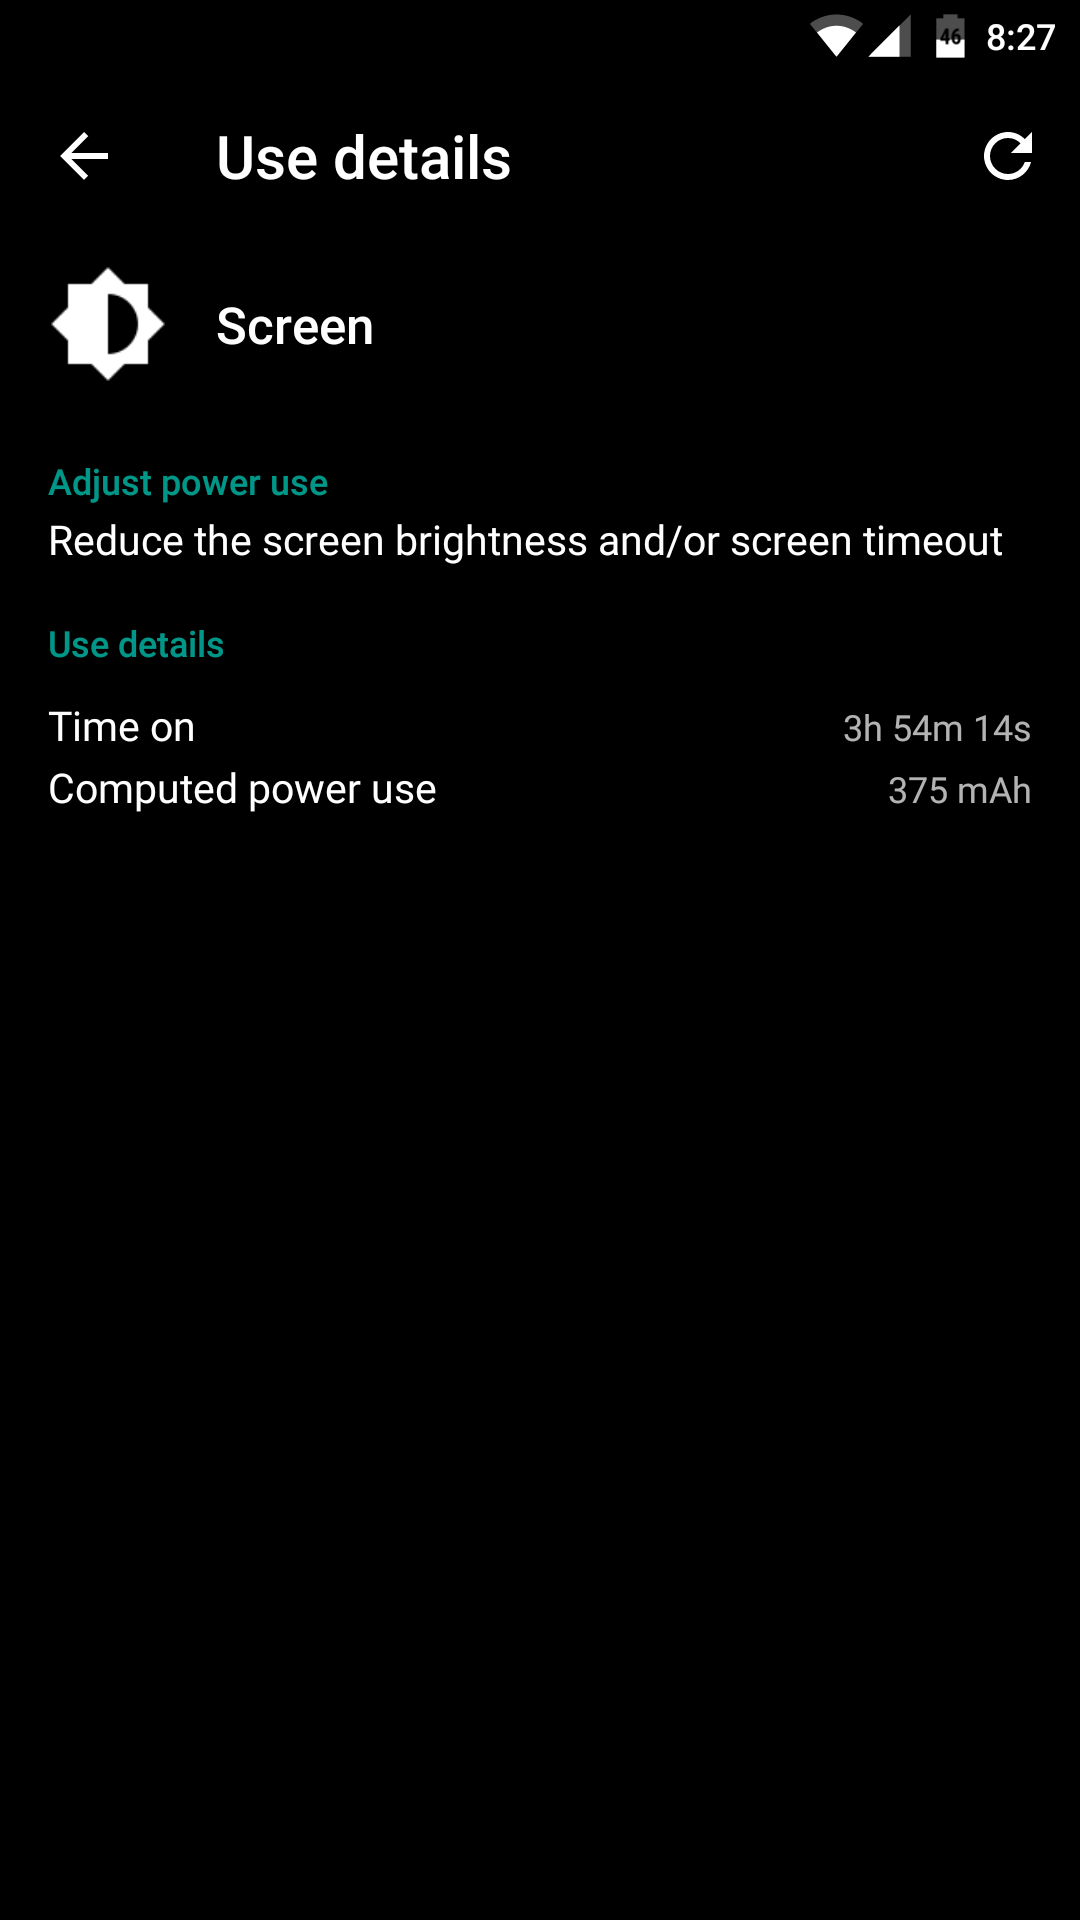 46 8:27
Use details
Screen
Adjust power use
Reduce the screen brightness and/or screen timeout
Use details
Time on 3h 54m 14s
Computed power use 375 mAh